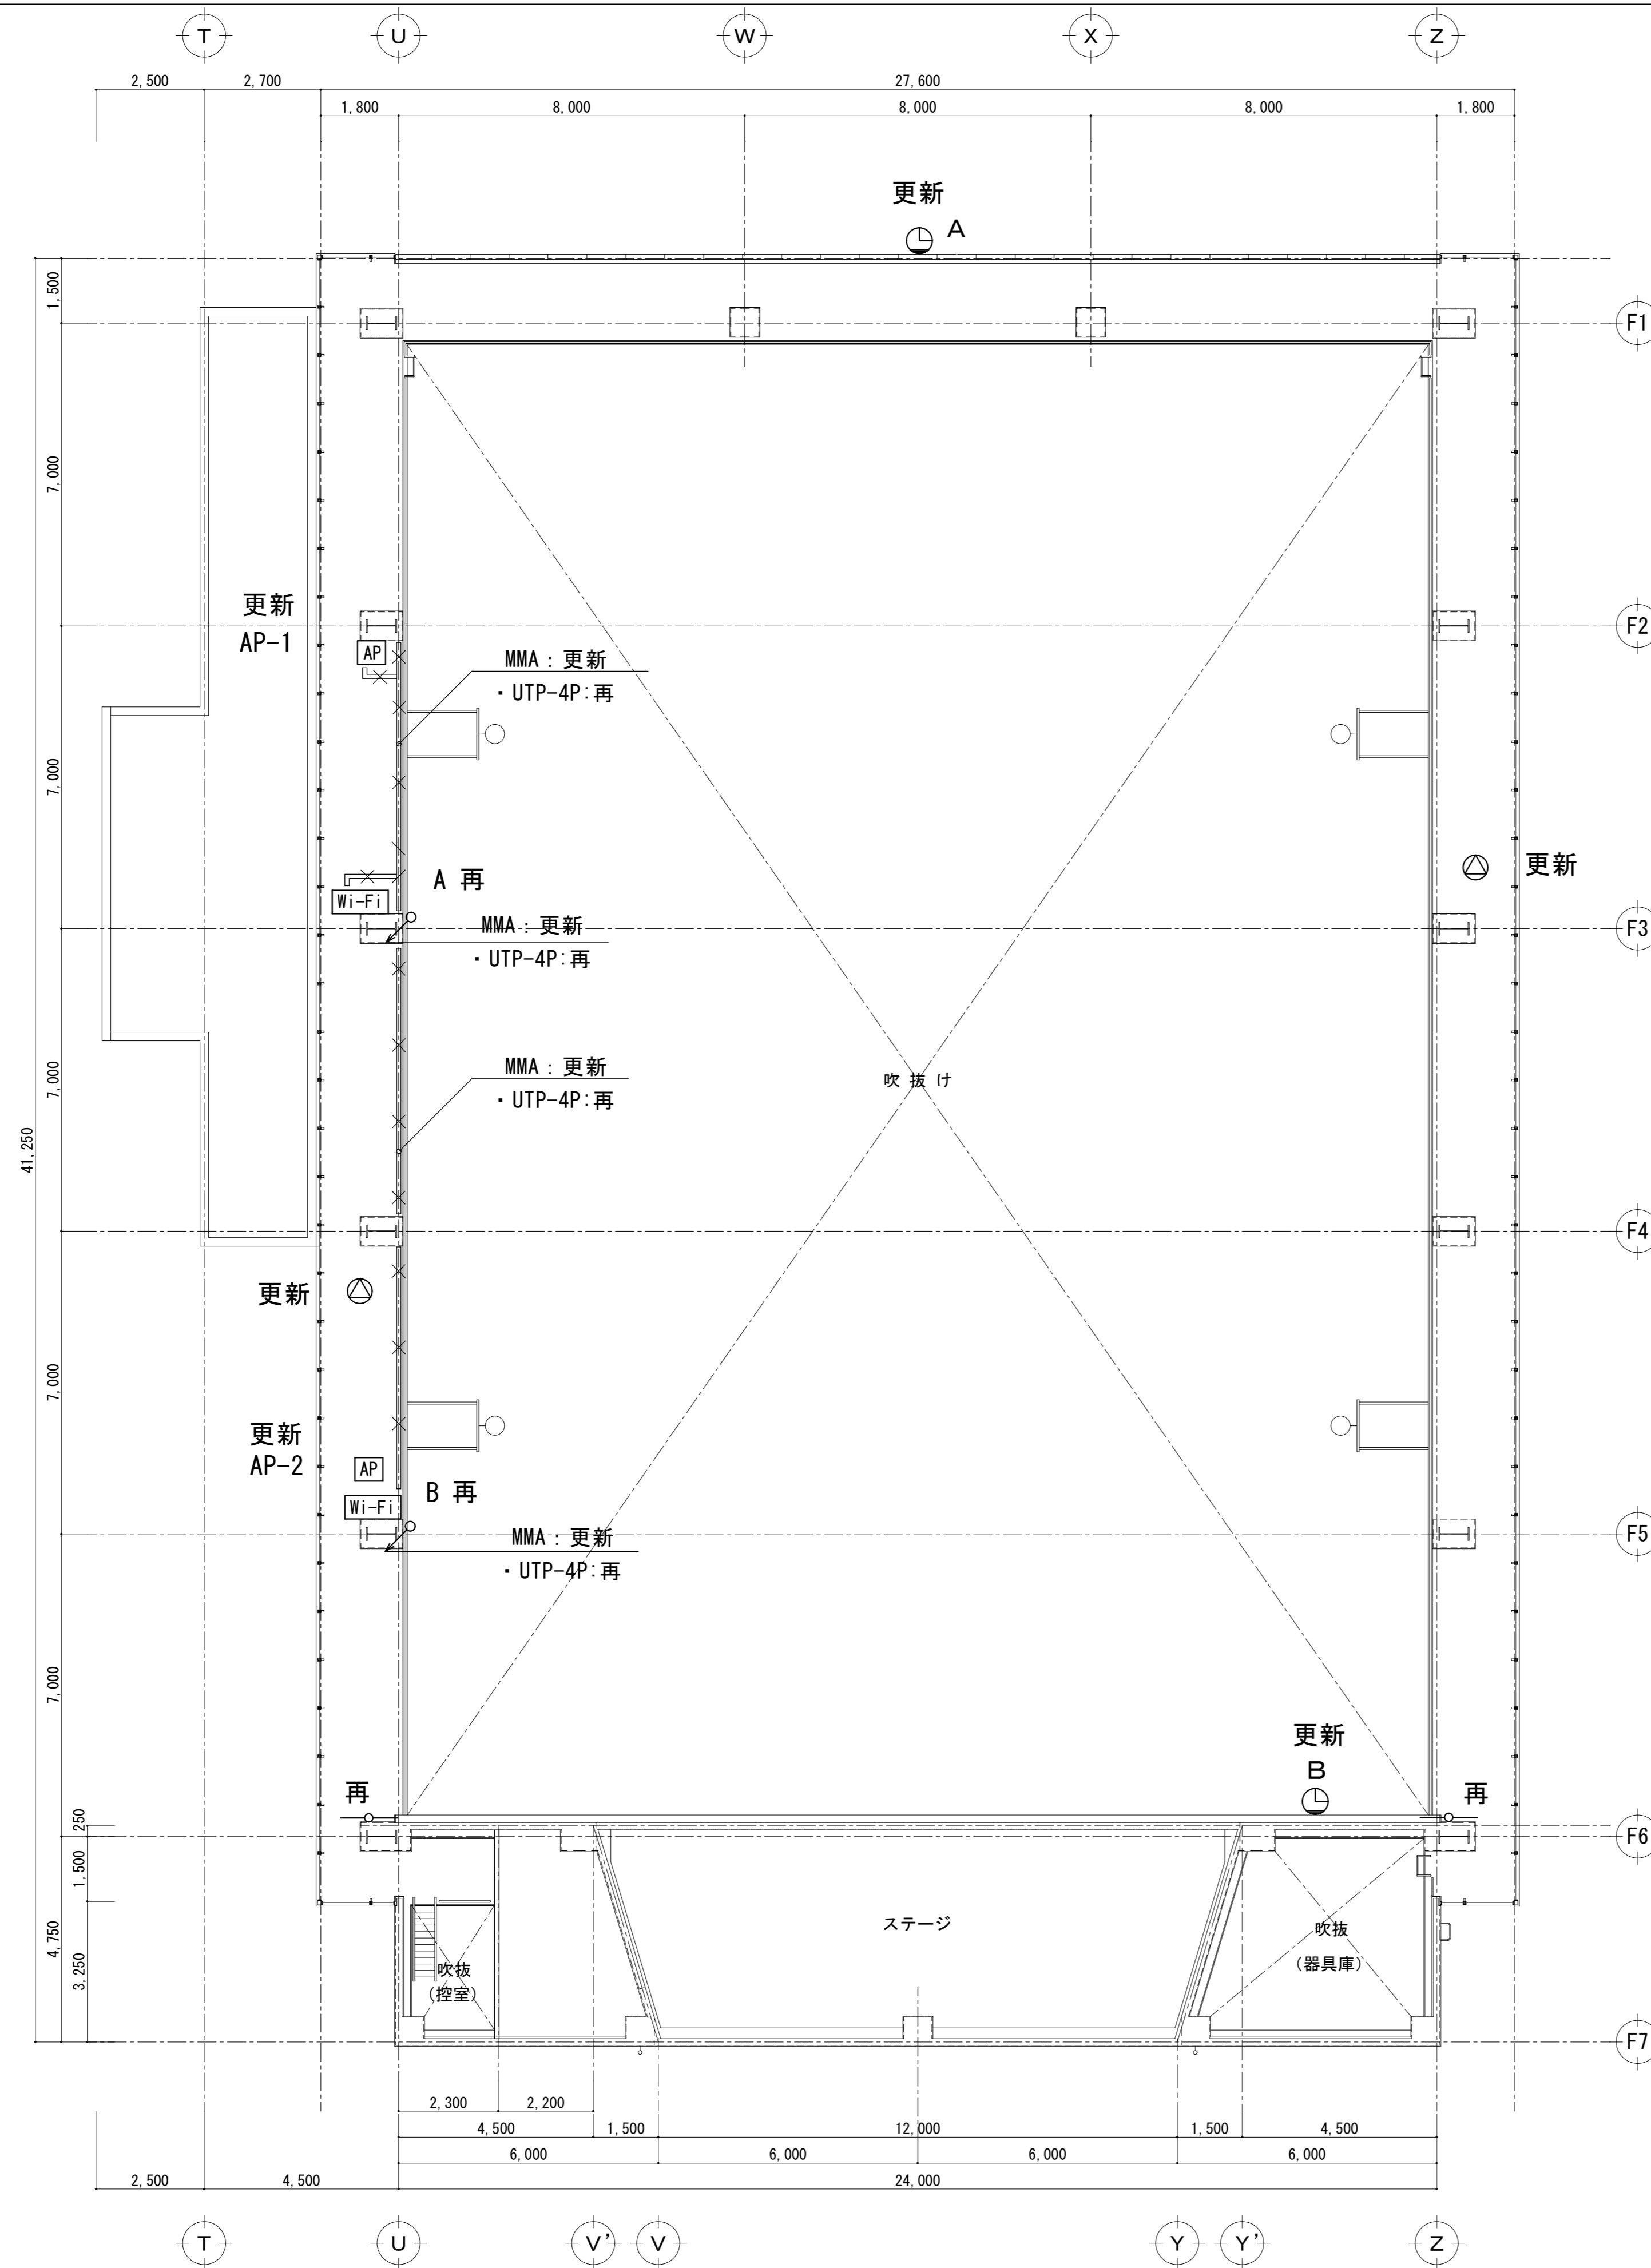 T U W X Z
2,500 2,700 27,600
1,800 8,000 8,000 8,000 1,800
更新
A
1,500
F1
7,000
更新
AP-1
F2
AP
MMA : 更新
・UTP-4P:再
7,000
更新
A 再
Wi-Fi
MMA : 更新
・UTP-4P:再
F3
7,000
MMA : 更新
・UTP-4P:再
吹 抜 け
41,250
F4
更新
7,000
更新
AP-2
AP
B 再
Wi-Fi
MMA : 更新
・UTP-4P:再
F5
7,000
更新
B
再
再
250
F6
1,500
4,750
3,250
ステージ
吹抜
(器具庫)
吹抜
(控室)
F7
2,300 2,200
4,500 1,500 12,000 1,500 4,500
6,000 6,000 6,000 6,000
2,500 4,500 24,000
T U V' V Y Y' Z